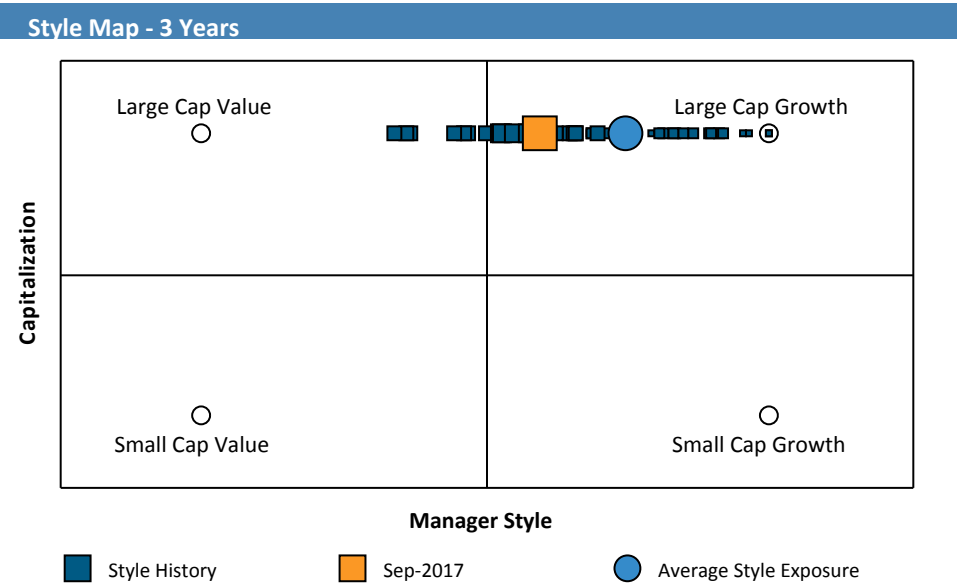 Style Map - 3 Years
Large Cap Value
Large Cap Growth
Capitalization
Small Cap Value
Small Cap Growth
Manager Style
Style History
Sep-2017
Average Style Exposure